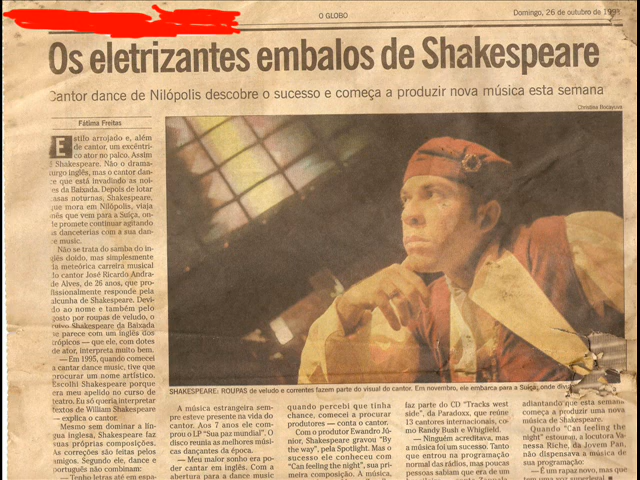 O GLOBO
Domingo, 26 de outubro de 1997
Os eletrizantes embalos de Shakespeare
Cantor dance de Nilópolis descobre o sucesso e começa a produzir nova música esta semana
Christina Bocayuva
Fátima Freitas
Estilo arrojado e, além
de cantor, um excêntri-
co ator no palco. Assim
é Shakespeare. Não o drama-
urgo inglês, mas o cantor dan-
ce que está invadindo as noi-
es da Baixada. Depois de lotar
casas noturnas, Shakespeare,
que mora em Nilópolis, viaja
mês que vem para a Suíça, on-
de promete continuar agitando
as danceterias com a sua dan-
ce music.
Não se trata do samba do in-
glês doido, mas simplesmente
da meteórica carreira musical
do cantor José Ricardo Andra-
de Alves, de 26 anos, que pro-
fissionalmente responde pela
alcunha de Shakespeare. Devi-
do ao nome e também pelo
gosto por roupas de veludo, o
ruivo Shakespeare da Baixada
se parece com um inglês dos
trópicos — que ele, com dotes
de ator, interpreta muito bem.
— Em 1995, quando comecei
a cantar dance music, tive que
procurar um nome artístico.
Escolhi Shakespeare porque
era meu apelido no curso de
teatro. Eu só queria interpretar
textos de William Shakespeare
— explica o cantor.
Mesmo sem dominar a lín-
gua inglesa, Shakespeare faz
suas próprias composições.
As correções são feitas pelos
amigos. Segundo ele, dance e
português não combinam:
— Tenho letras até em espa-
SHAKESPEARE: ROUPAS de veludo e correntes fazem parte do visual do cantor. Em novembro, ele embarca para a Suíça, onde
A música estrangeira sem-
pre esteve presente na vida do
cantor. Aos 7 anos ele com-
prou o LP "Sua paz mundial". O
disco reunia as melhores músi-
cas dançantes da época.
— Meu maior sonho era po-
der cantar em inglês. Com a
abertura para a dance music
quando percebi que tinha
chance, comecei a procurar
produtores — conta o cantor.
Com o produtor Ewandro Jú-
nior, Shakespeare gravou "By
the way", pela Spotlight. Mas o
sucesso ele conheceu com
"Can feeling the night", sua pri-
meira composição. A música,
faz parte do CD "Tracks west
side", da Paradoxx, que reúne
13 cantores internacionais, co-
mo Randy Bush e Whigfield.
— Ninguém acreditava, mas
a música foi um sucesso. Tanto
que entrou na programação
normal das rádios, mas poucas
pessoas sabiam que era de um
adiantando que esta semana
começa a produzir uma nova
música de Shakespeare.
Quando "Can feeling the
night" estourou, a locutora Va-
nessa Riche, da Jovem Pan,
não dispensava a música de
sua programação:
— É um rapaz novo, mas que